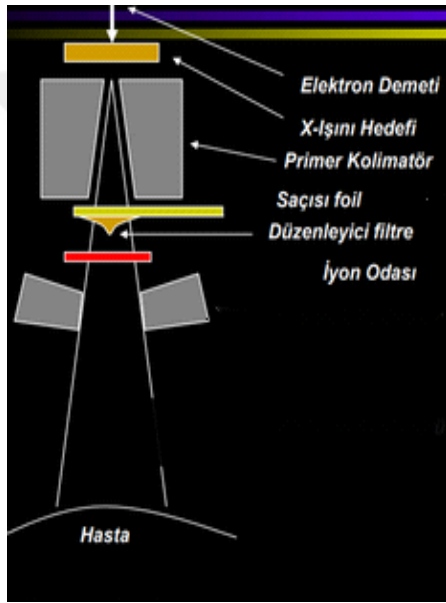 Elektron Demeti
X-Işını Hedefi
Primer Kolimatör
Saçısı foil
Düzenleyici filtre
İyon Odası
Hasta